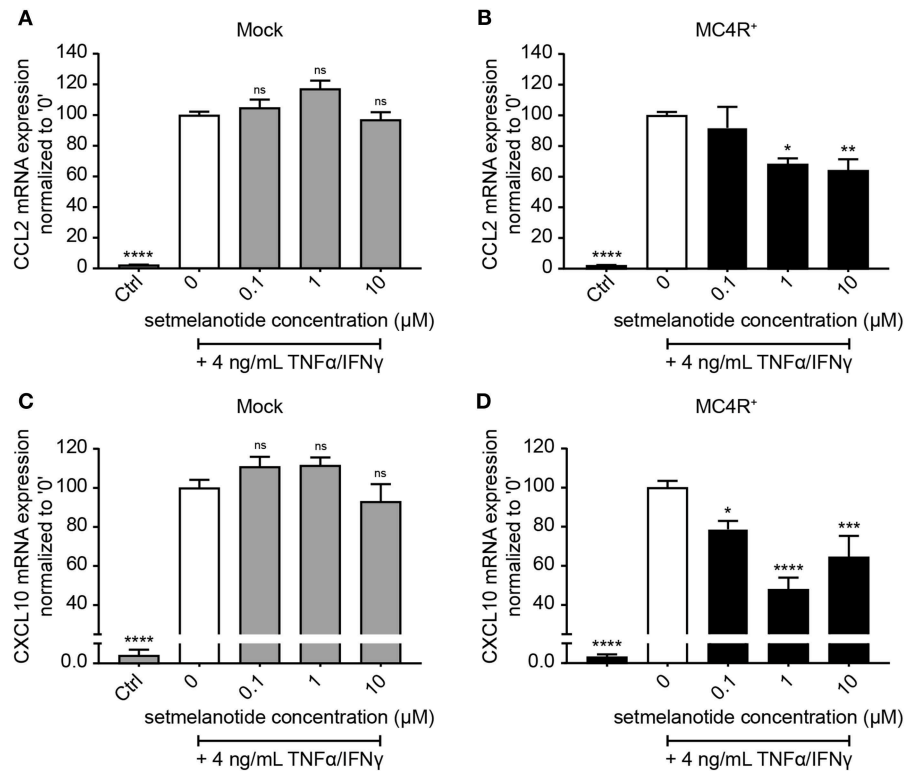 A
Mock
CCL2 mRNA expression
normalized to '0'
140
120
100
80
60
40
20
0
****
ns
ns
ns
Ctrl
0
0.1
1
10
setmelanotide concentration (µM)
+ 4 ng/mL TNFα/IFNγ
B
MC4R⁺
CCL2 mRNA expression
normalized to '0'
140
120
100
80
60
40
20
0
****
*
**
Ctrl
0
0.1
1
10
setmelanotide concentration (µM)
+ 4 ng/mL TNFα/IFNγ
C
Mock
CXCL10 mRNA expression
normalized to '0'
120
100
80
60
40
0.0
****
ns
ns
ns
Ctrl
0
0.1
1
10
setmelanotide concentration (µM)
+ 4 ng/mL TNFα/IFNγ
D
MC4R⁺
CXCL10 mRNA expression
normalized to '0'
120
100
80
60
40
0.0
****
*
****
***
0
0.1
1
10
setmelanotide concentration (µM)
+ 4 ng/mL TNFα/IFNγ